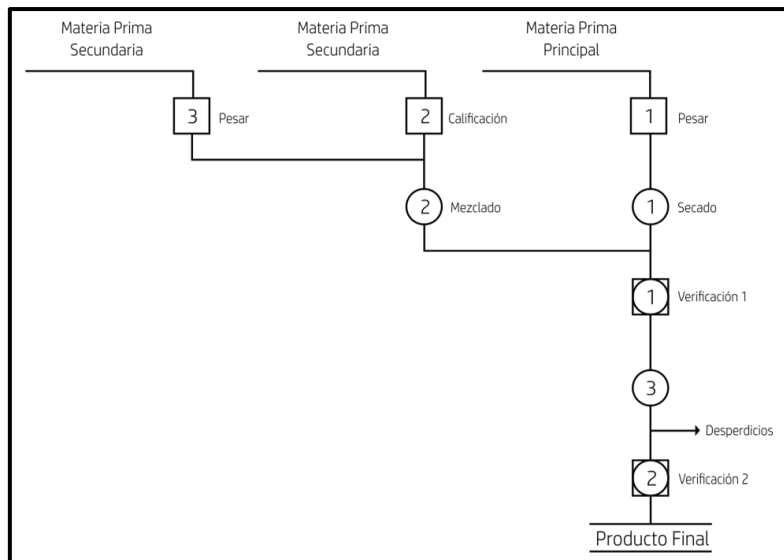 Materia Prima
Secundaria
Materia Prima
Secundaria
Materia Prima
Principal
3 Pesar
2 Calificación
1 Pesar
2 Mezclado
1 Secado
1 Verificación 1
3
Desperdicios
2 Verificación 2
Producto Final